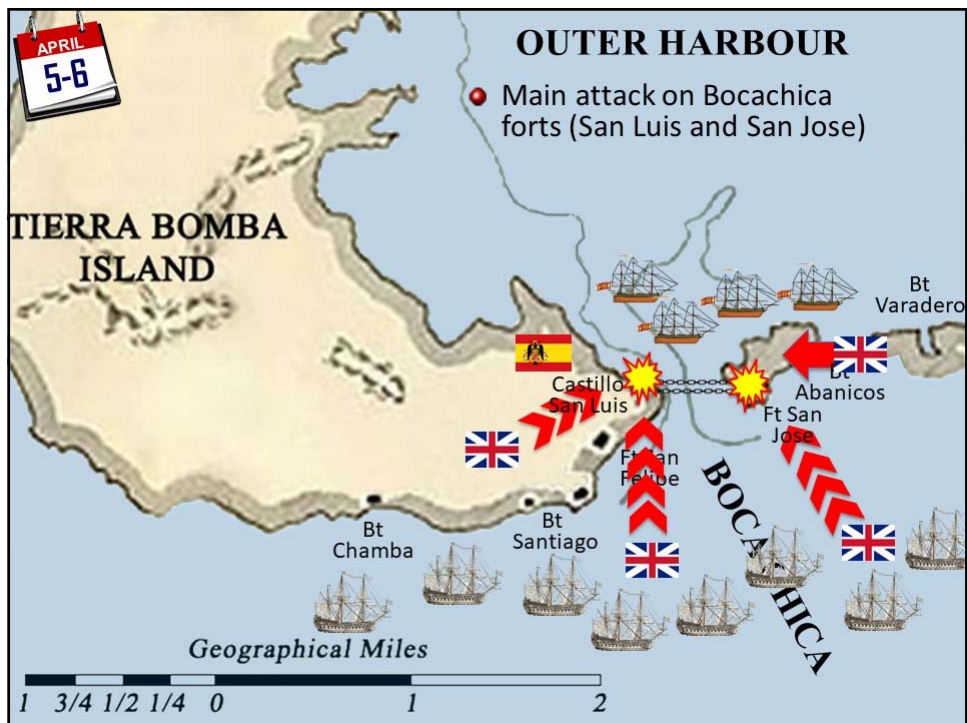 APRIL
5-6
OUTER HARBOUR
Main attack on Bocachica
forts (San Luis and San Jose)
TIERRA BOMBA
ISLAND
Bt
Varadero
Castillo
San Luis
Bt
Abanicos
Ft San
Jose
Ft San
Felipe
BOCACHICA
Bt
Chamba
Bt
Santiago
Geographical Miles
1 3/4 1/2 1/4 0 1 2